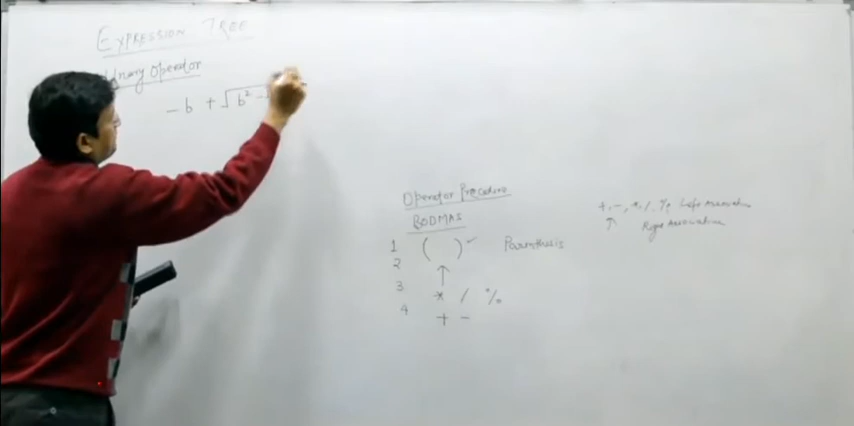 EXPRESSION TREE
Unary Operator
- b + √b² -
Operator Precedence
BODMAS
1 ( ) ✓ Parenthesis
2 ↑
3 * / %
4 + -
+, -, *, /, % Left Associative
↑ Right Associative